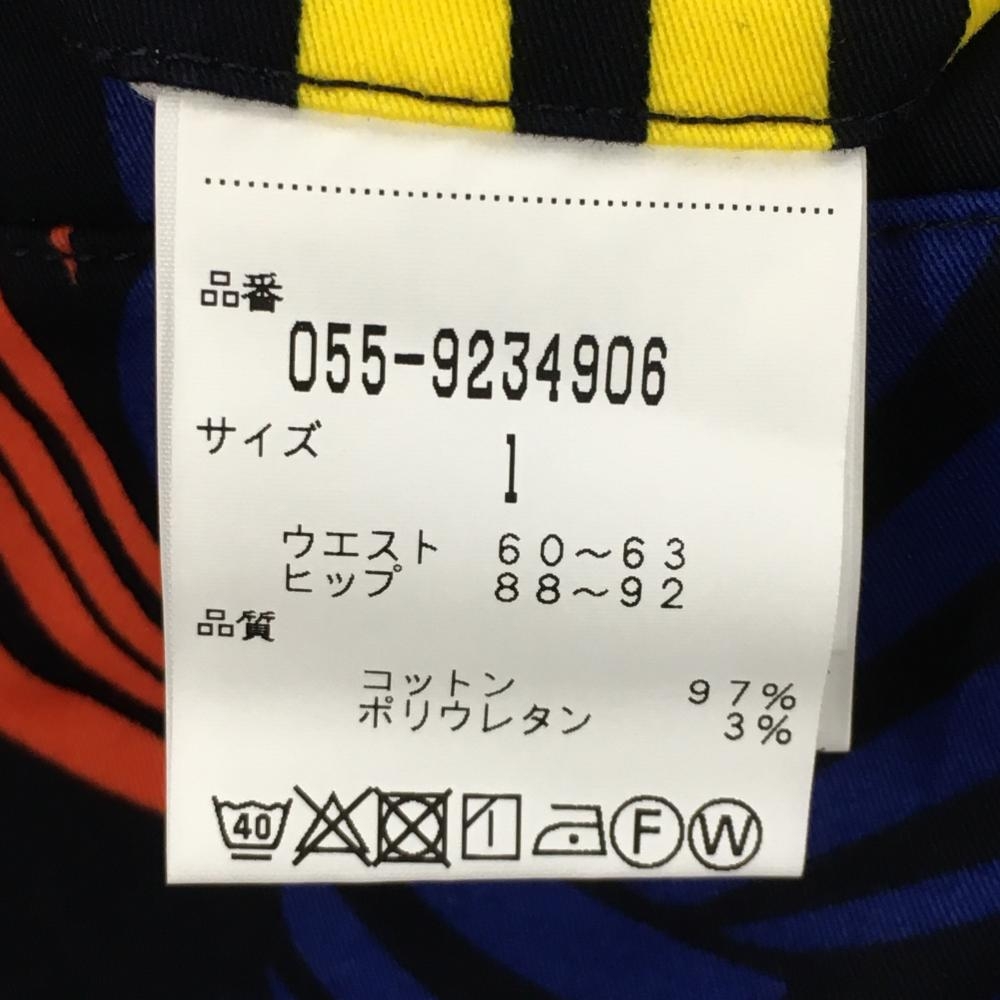 品番
055-9234906
サイズ
1
ウエスト 60～63
ヒップ 88～92
品質
コットン 97%
ポリウレタン 3%
40 F W